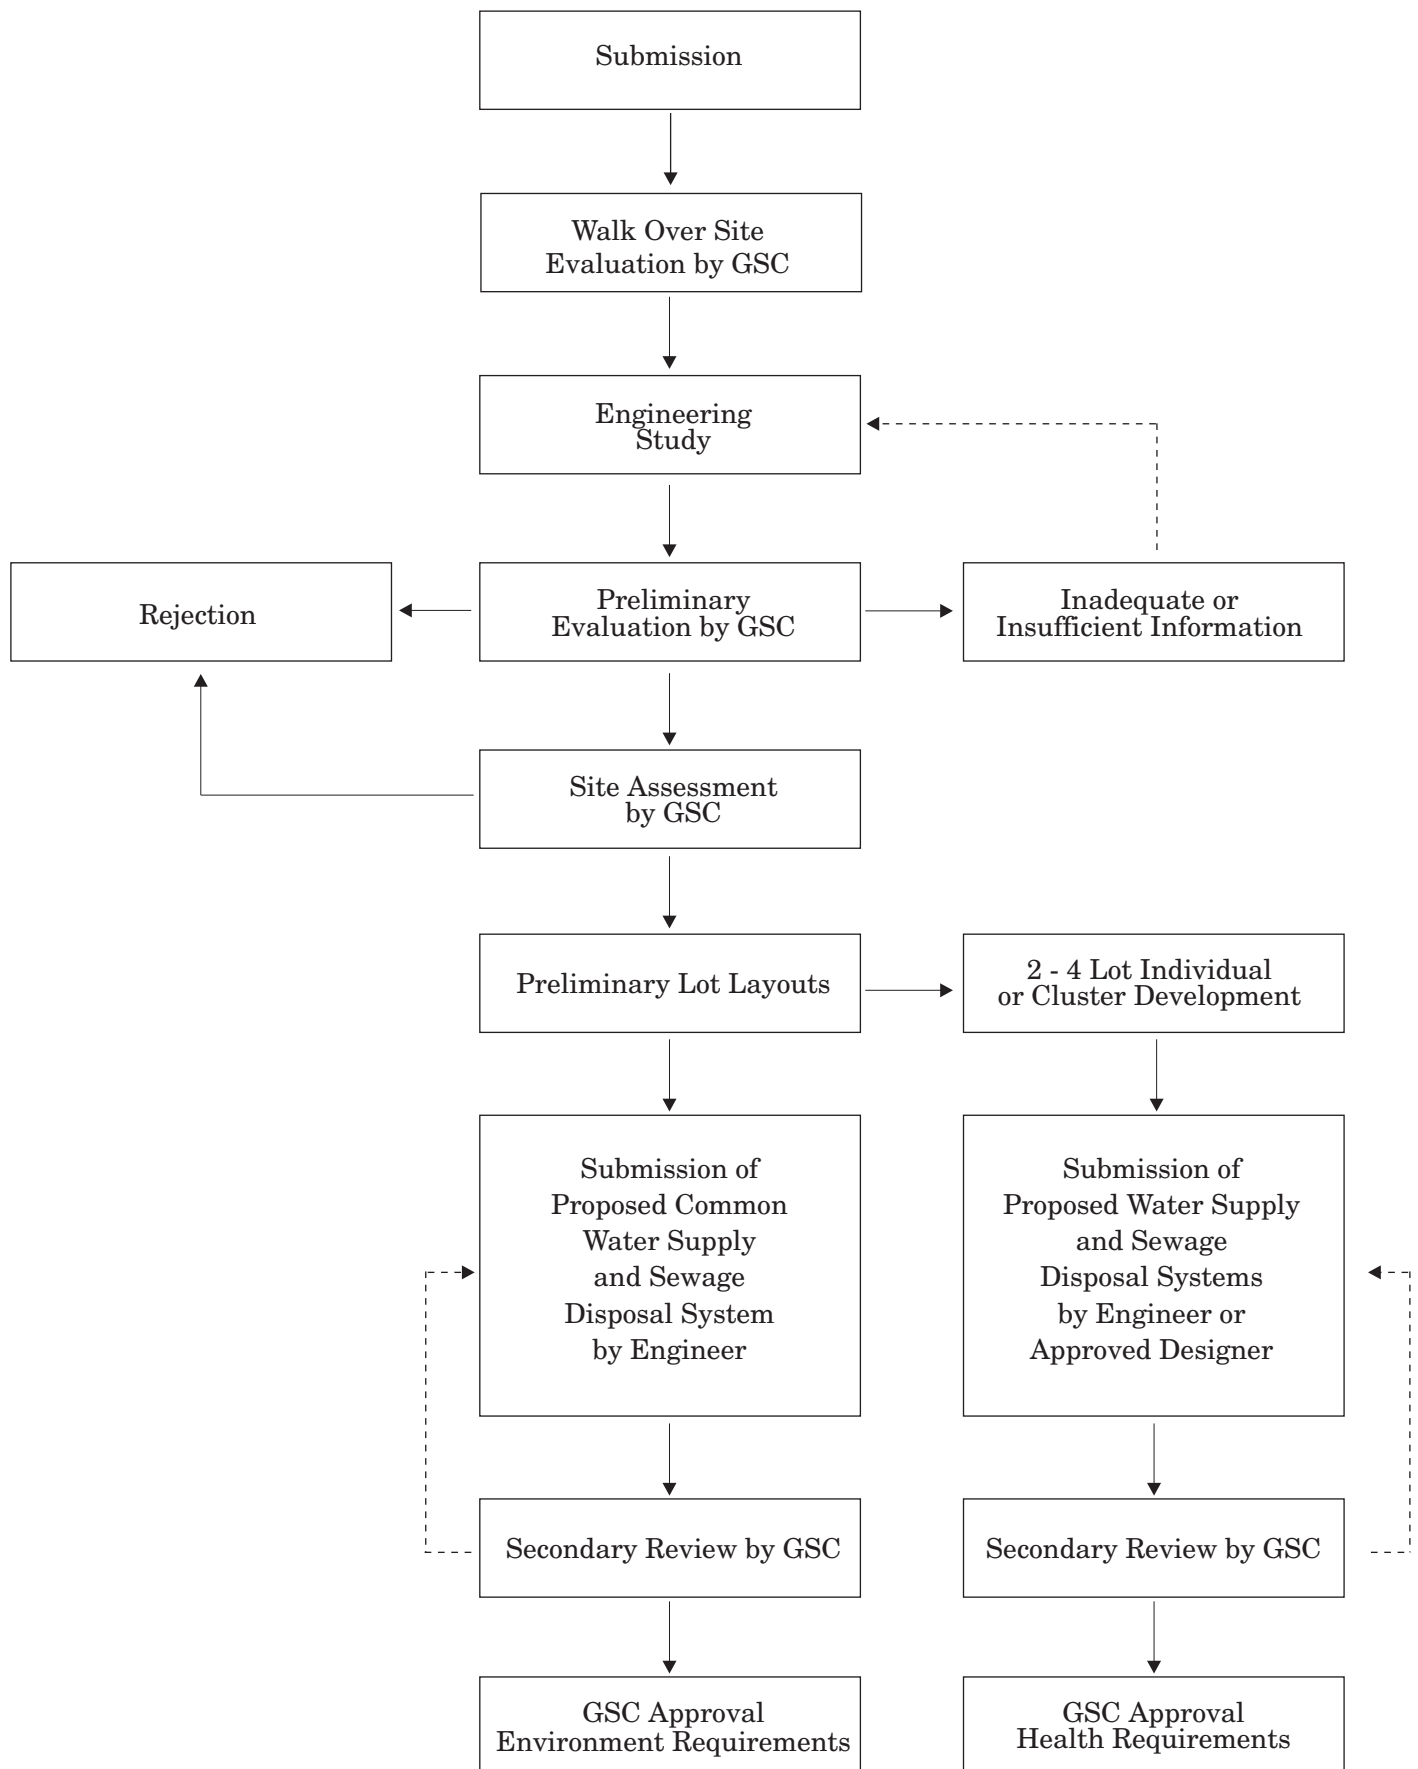 Submission
Walk Over Site
Evaluation by GSC
Engineering
Study
Rejection
Preliminary
Evaluation by GSC
Inadequate or
Insufficient Information
Site Assessment
by GSC
Preliminary Lot Layouts
2 - 4 Lot Individual
or Cluster Development
Submission of
Proposed Common
Water Supply
and Sewage
Disposal System
by Engineer
Submission of
Proposed Water Supply
and Sewage
Disposal Systems
by Engineer or
Approved Designer
Secondary Review by GSC
Secondary Review by GSC
GSC Approval
Environment Requirements
GSC Approval
Health Requirements